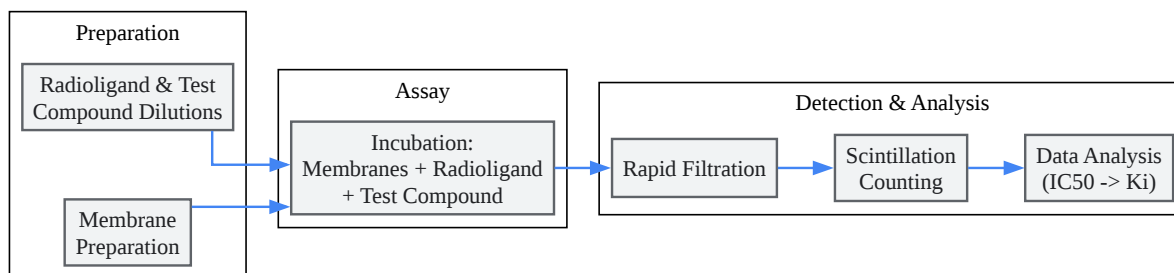 Preparation
Radioligand & Test
Compound Dilutions
Membrane
Preparation
Assay
Incubation:
Membranes + Radioligand
+ Test Compound
Detection & Analysis
Rapid Filtration
Scintillation
Counting
Data Analysis
(IC50 -> Ki)